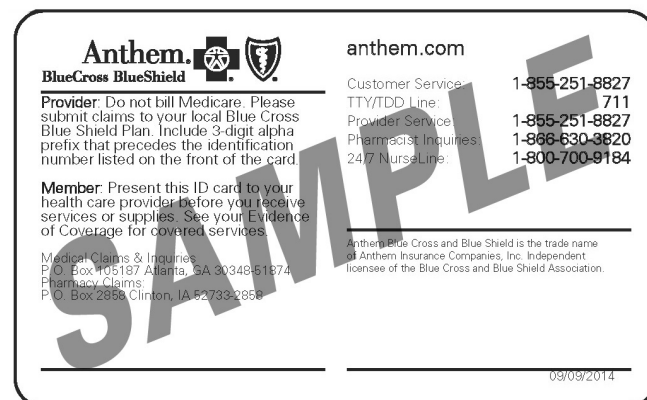 Anthem.
BlueCross BlueShield
Provider: Do not bill Medicare. Please
submit claims to your local Blue Cross
Blue Shield Plan. Include 3-digit alpha
prefix that precedes the identification
number listed on the front of the card.
Member: Present this ID card to your
health care provider before you receive
services or supplies. See your Evidence
of Coverage for covered services.
Medical Claims & Inquiries
P.O. Box 105187 Atlanta, GA 30348-51874
Pharmacy Claims:
P.O. Box 2858 Clinton, IA 52733-2858
anthem.com
Customer Service: 1-855-251-8827
TTY/TDD Line: 711
Provider Service: 1-855-251-8827
Pharmacist Inquiries: 1-866-630-3820
24/7 NurseLine: 1-800-700-9184
Anthem Blue Cross and Blue Shield is the trade name
of Anthem Insurance Companies, Inc. Independent
licensee of the Blue Cross and Blue Shield Association.
09/09/2014
SAMPLE